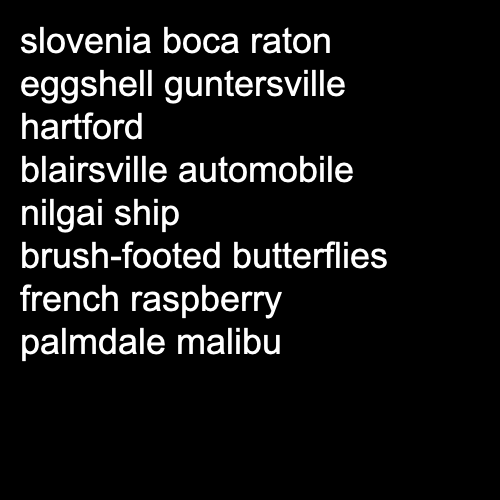 slovenia boca raton
eggshell guntersville
hartford
blairsville automobile
nilgai ship
brush-footed butterflies
french raspberry
palmdale malibu